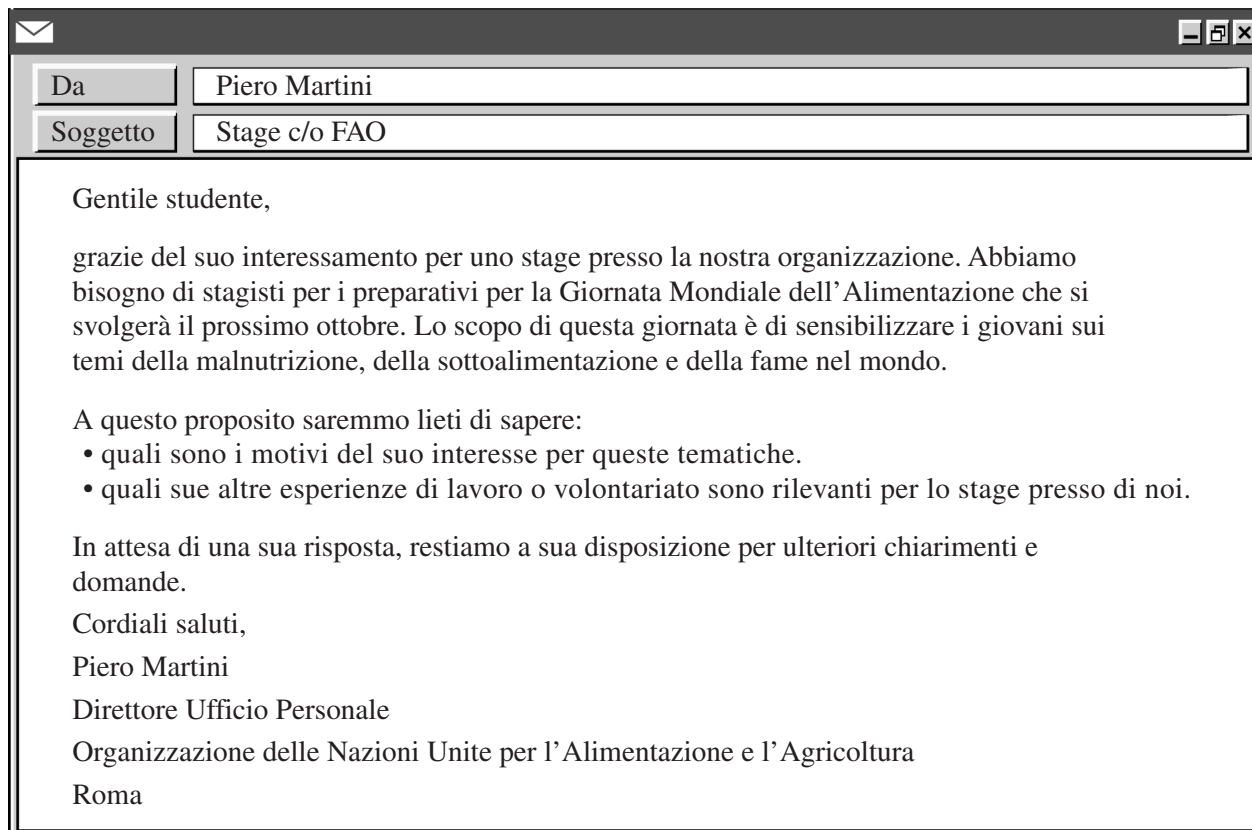 Da
Piero Martini
Soggetto
Stage c/o FAO
Gentile studente,
grazie del suo interessamento per uno stage presso la nostra organizzazione. Abbiamo
bisogno di stagisti per i preparativi per la Giornata Mondiale dell’Alimentazione che si
svolgerà il prossimo ottobre. Lo scopo di questa giornata è di sensibilizzare i giovani sui
temi della malnutrizione, della sottoalimentazione e della fame nel mondo.
A questo proposito saremmo lieti di sapere:
• quali sono i motivi del suo interesse per queste tematiche.
• quali sue altre esperienze di lavoro o volontariato sono rilevanti per lo stage presso di noi.
In attesa di una sua risposta, restiamo a sua disposizione per ulteriori chiarimenti e
domande.
Cordiali saluti,
Piero Martini
Direttore Ufficio Personale
Organizzazione delle Nazioni Unite per l’Alimentazione e l’Agricoltura
Roma